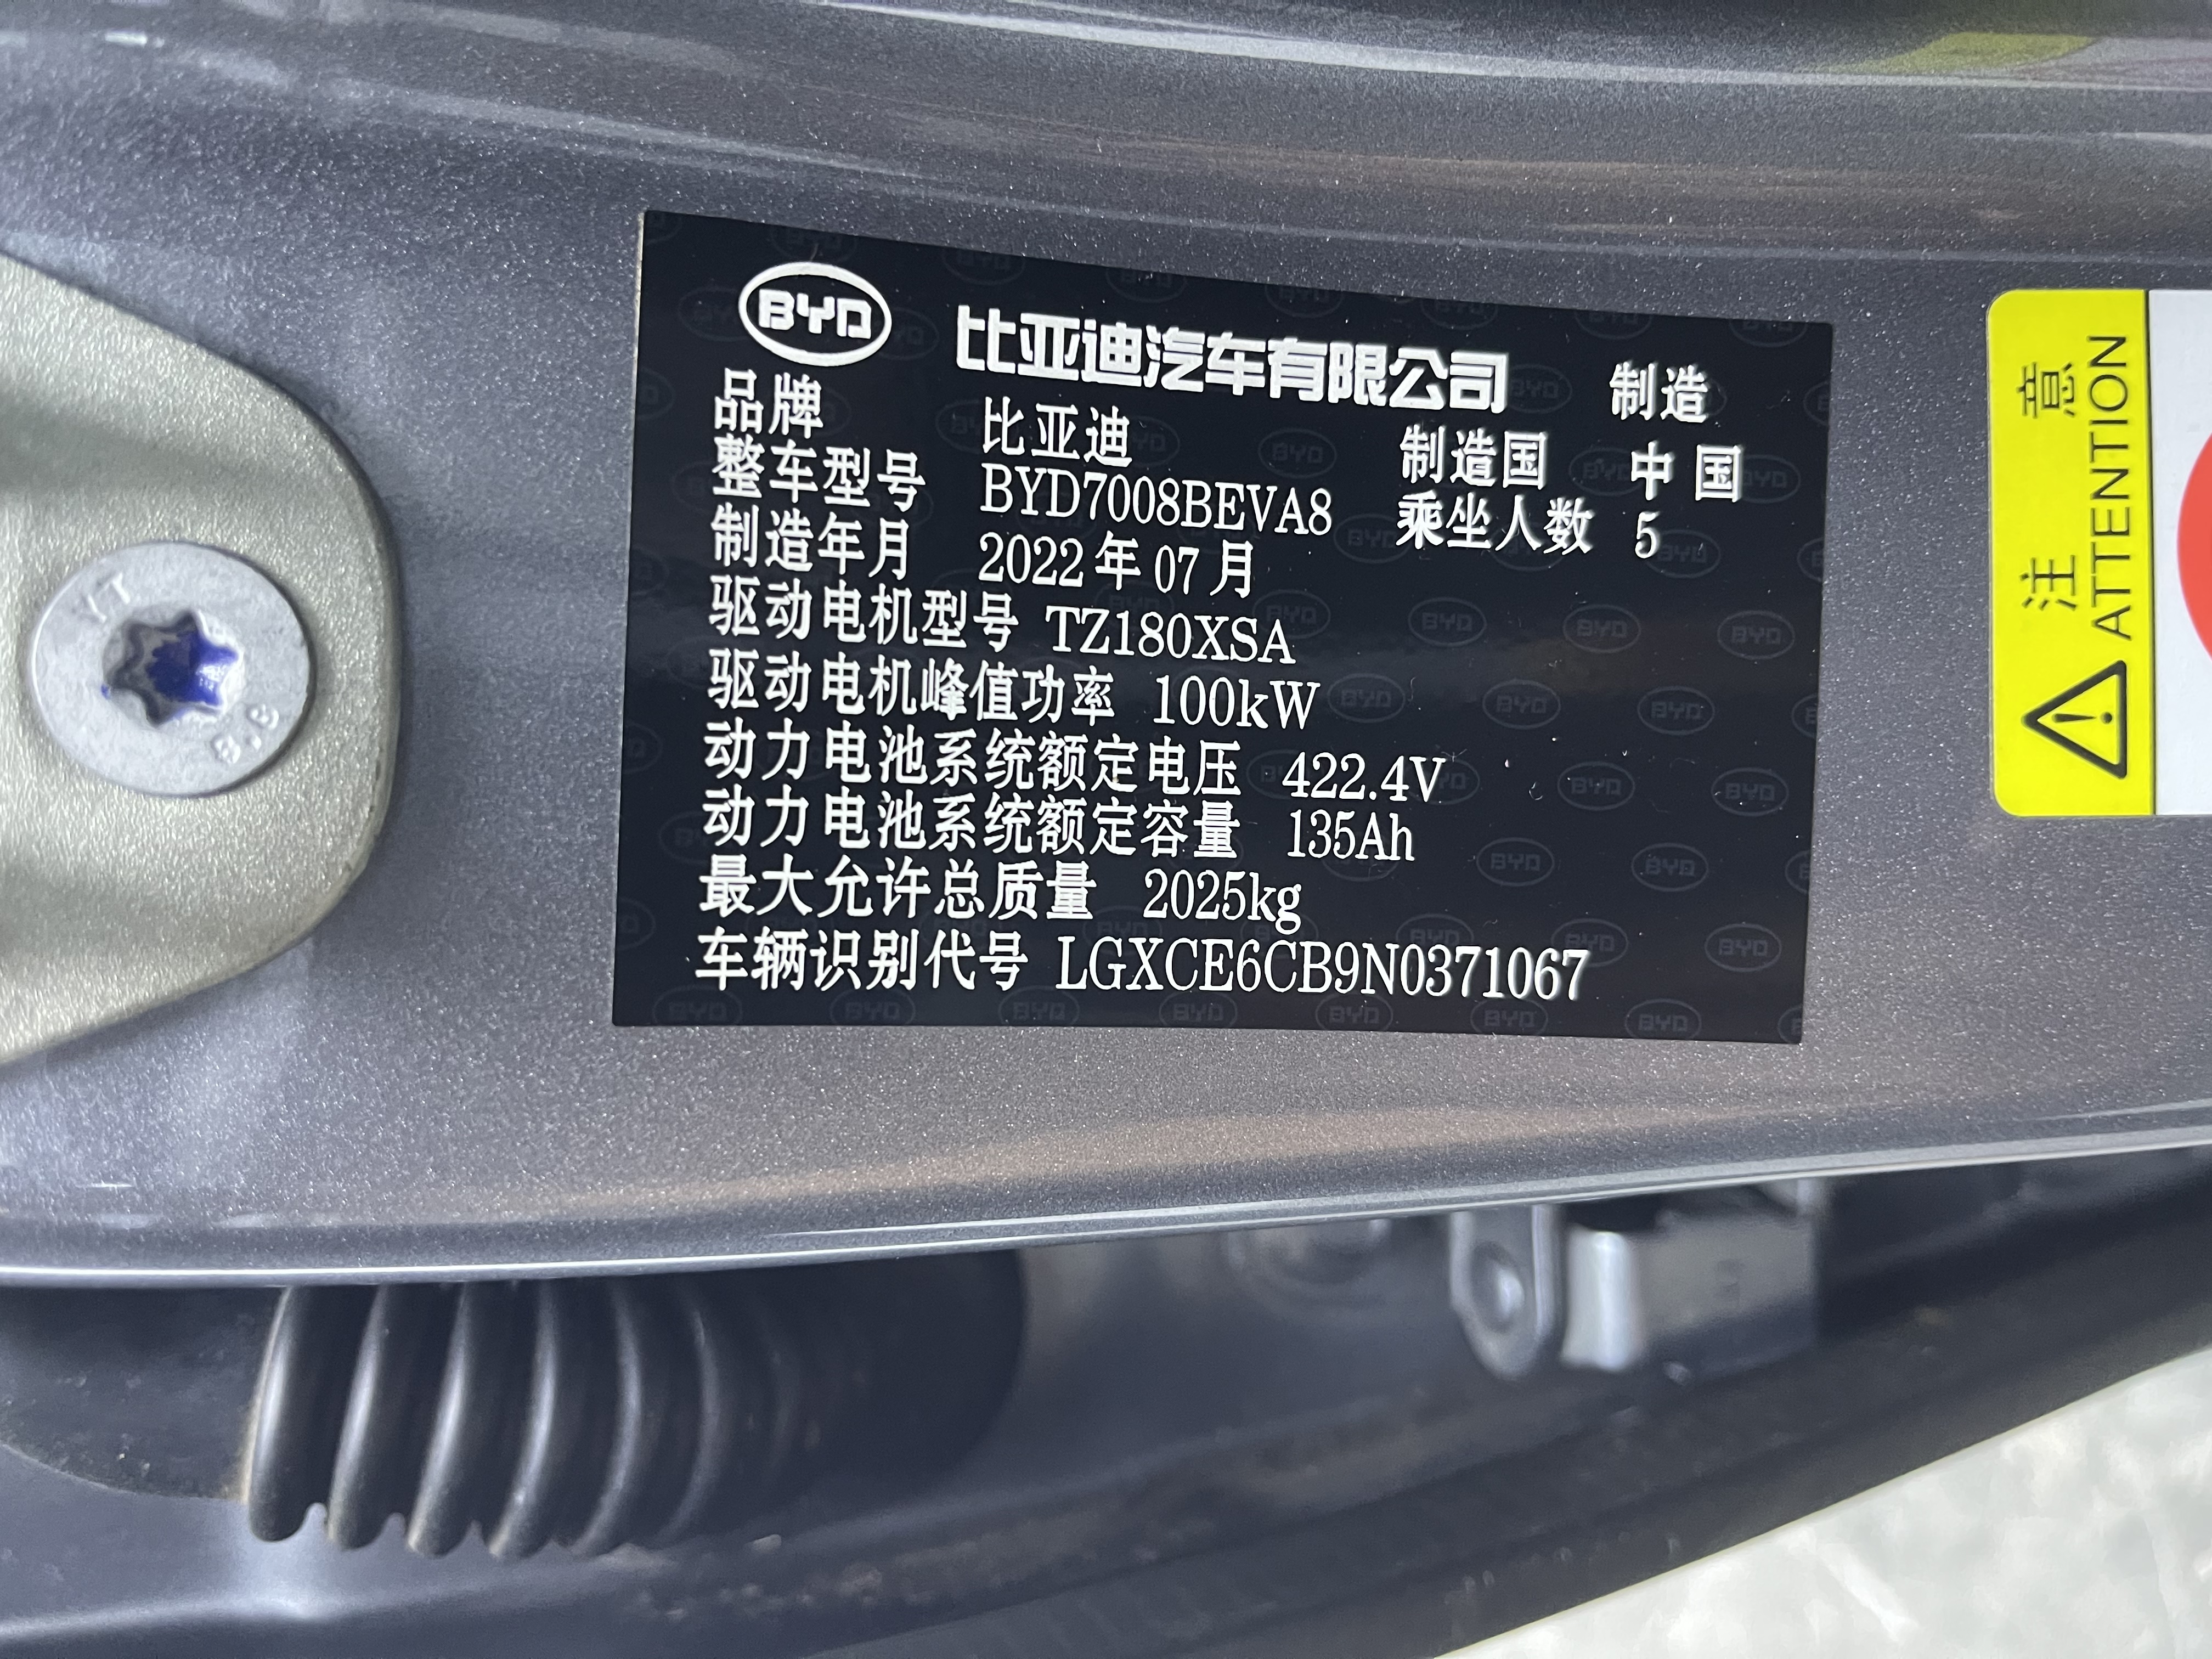 BYD 比亚迪汽车有限公司 制造
品牌 比亚迪 制造国 中国
整车型号 BYD7008BEVA8 乘坐人数 5
制造年月 2022年07月
驱动电机型号 TZ180XSA
驱动电机峰值功率 100kW
动力电池系统额定电压 422.4V
动力电池系统额定容量 135Ah
最大允许总质量 2025kg
车辆识别代号 LGXCE6CB9N0371067
注 意
ATTENTION
YT
8.8